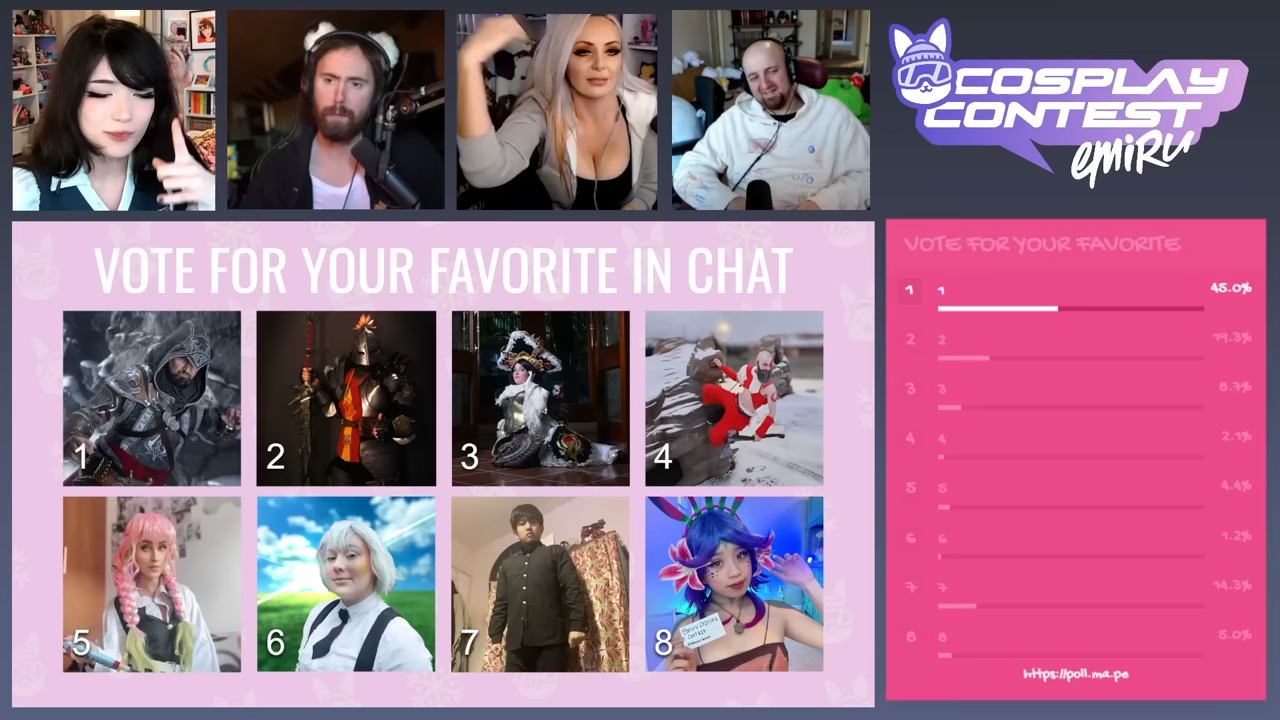 COSPLAY
CONTEST
emiru
VOTE FOR YOUR FAVORITE IN CHAT
1
2
3
4
5
6
7
8
VOTE FOR YOUR FAVORITE
1 1 45.0%
2 2 19.3%
3 3 8.7%
4 4 2.1%
5 5 4.4%
6 6 1.2%
7 7 14.3%
8 8 5.0%
https://poll.ma.pe